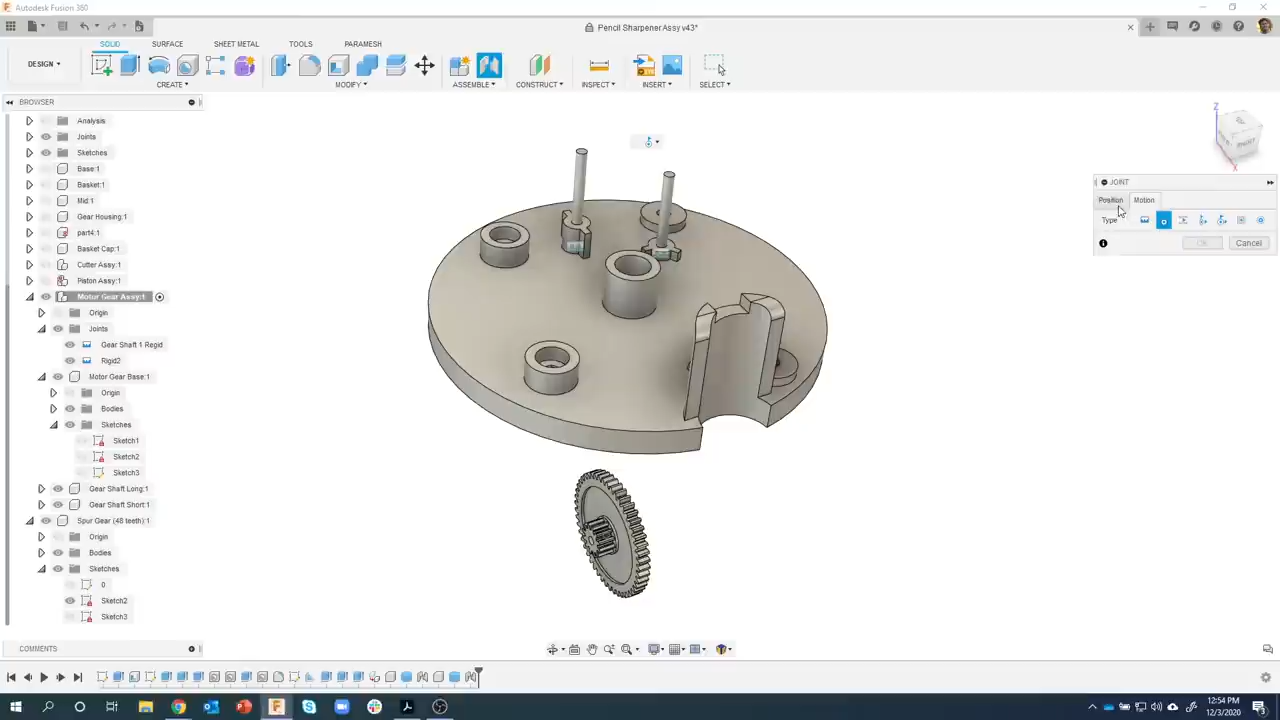 Autodesk Fusion 360
Pencil Sharpener Assy v43*
SOLID SURFACE SHEET METAL TOOLS PARAMESH
DESIGN
CREATE MODIFY ASSEMBLE CONSTRUCT INSPECT INSERT SELECT
BROWSER
Analysis
Joints
Sketches
Base:1
Basket:1
Mid:1
Gear Housing:1
part4:1
Basket Cap:1
Cutter Assy:1
Piston Assy:1
Motor Gear Assy:1
Origin
Joints
Gear Shaft 1 Regid
Rigid2
Motor Gear Base:1
Origin
Bodies
Sketches
Sketch1
Sketch2
Sketch3
Gear Shaft Long:1
Gear Shaft Short:1
Spur Gear (48 teeth):1
Origin
Bodies
Sketches
0
Sketch2
Sketch3
Z
X
JOINT
Position Motion
Type
OK Cancel
COMMENTS
12:54 PM
12/3/2020